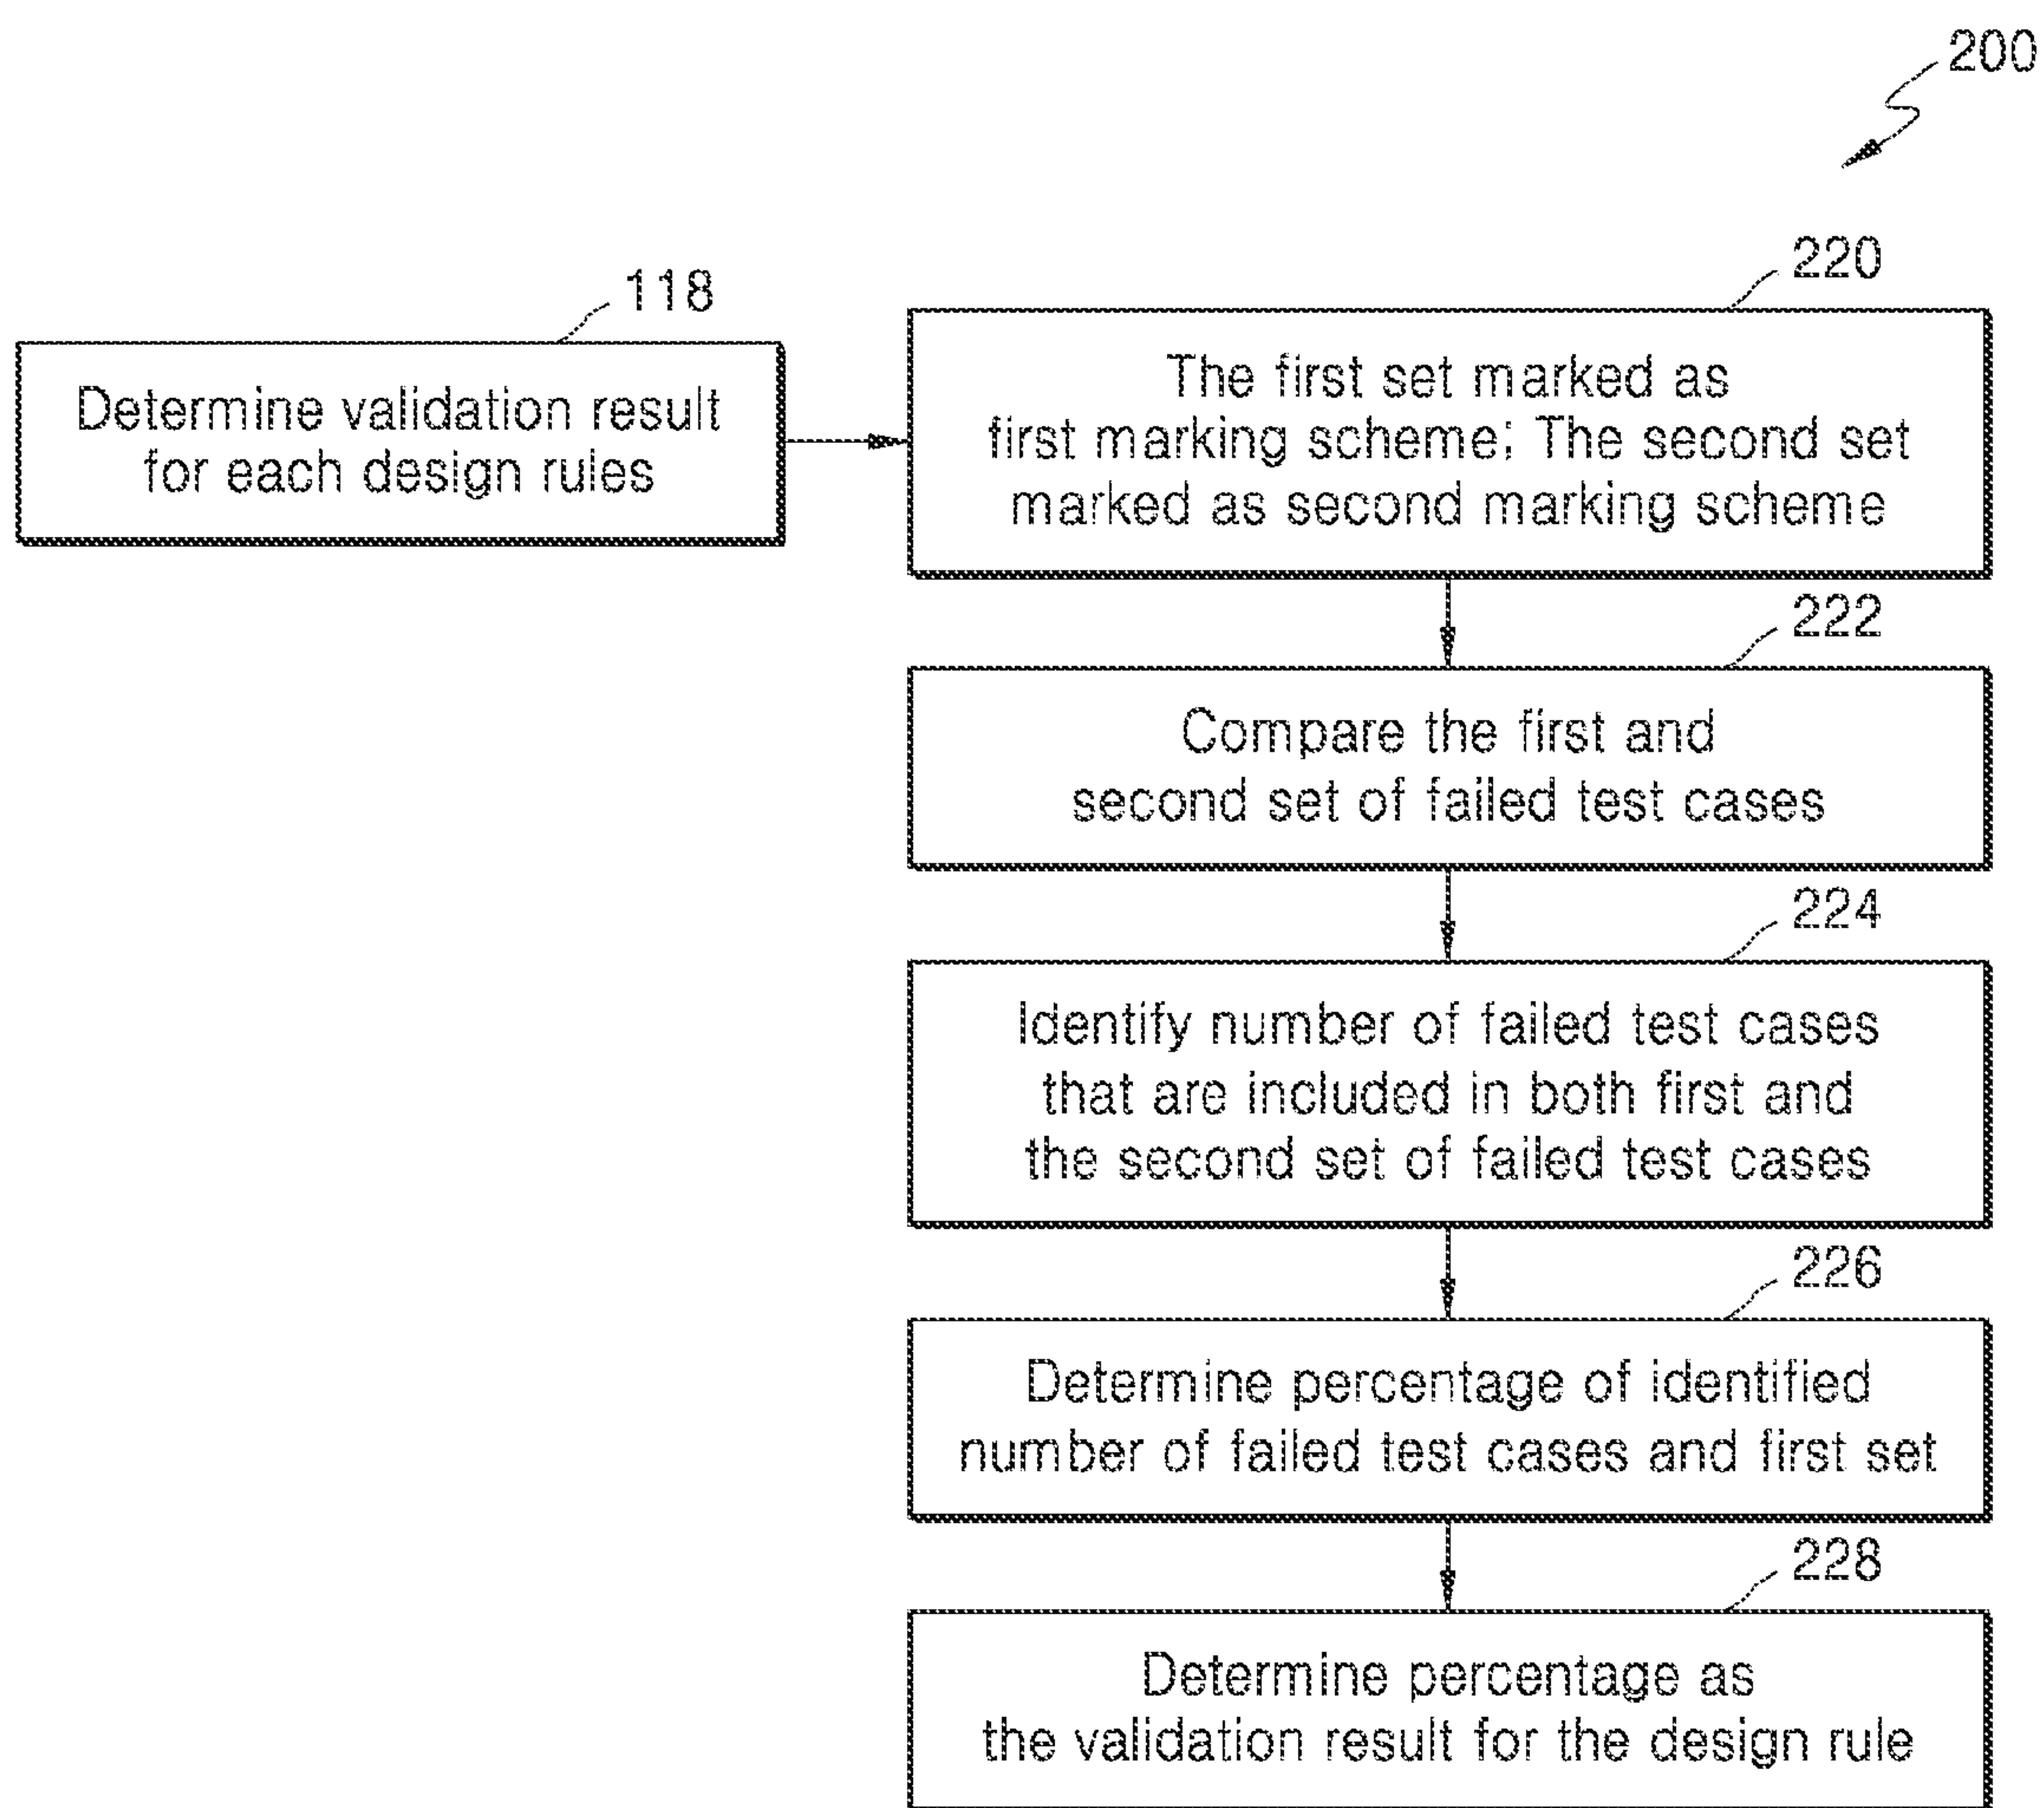 200
118
Determine validation result
for each design rules
220
The first set marked as
first marking scheme; The second set
marked as second marking scheme
222
Compare the first and
second set of failed test cases
224
Identify number of failed test cases
that are included in both first and
the second set of failed test cases
226
Determine percentage of identified
number of failed test cases and first set
228
Determine percentage as
the validation result for the design rule